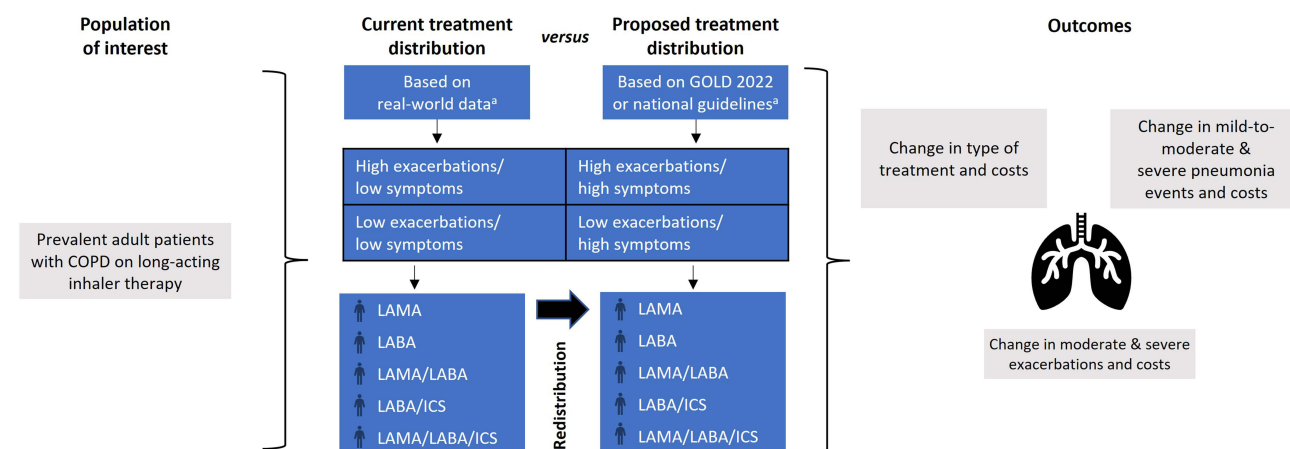 Population
of interest
Current treatment
distribution
versus
Proposed treatment
distribution
Outcomes
Based on
real-world dataᵃ
Based on GOLD 2022
or national guidelinesᵃ
High exacerbations/
low symptoms
High exacerbations/
high symptoms
Low exacerbations/
low symptoms
Low exacerbations/
high symptoms
Prevalent adult patients
with COPD on long-acting
inhaler therapy
LAMA
LABA
LAMA/LABA
LABA/ICS
LAMA/LABA/ICS
Redistribution
LAMA
LABA
LAMA/LABA
LABA/ICS
LAMA/LABA/ICS
Change in type of
treatment and costs
Change in mild-to-
moderate &
severe pneumonia
events and costs
Change in moderate & severe
exacerbations and costs